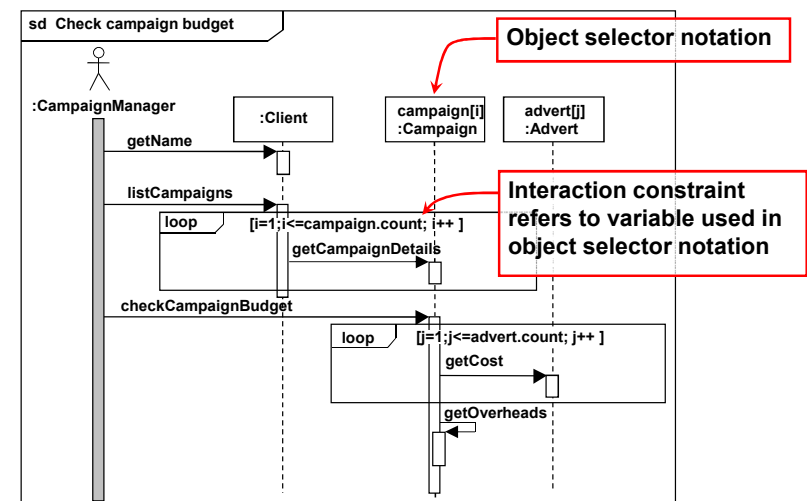 sd Check campaign budget
Object selector notation
:CampaignManager
:Client
campaign[i]
:Campaign
advert[j]
:Advert
getName
listCampaigns
Interaction constraint
refers to variable used in
object selector notation
loop
[i=1;i<=campaign.count; i++ ]
getCampaignDetails
checkCampaignBudget
loop
[j=1;j<=advert.count; j++ ]
getCost
getOverheads